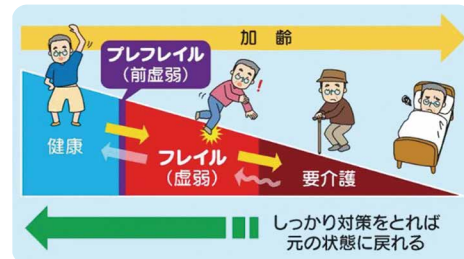 加齢
プレフレイル
(前虚弱)
!
健康
フレイル
(虚弱)
要介護
しっかり対策をとれば
元の状態に戻れる